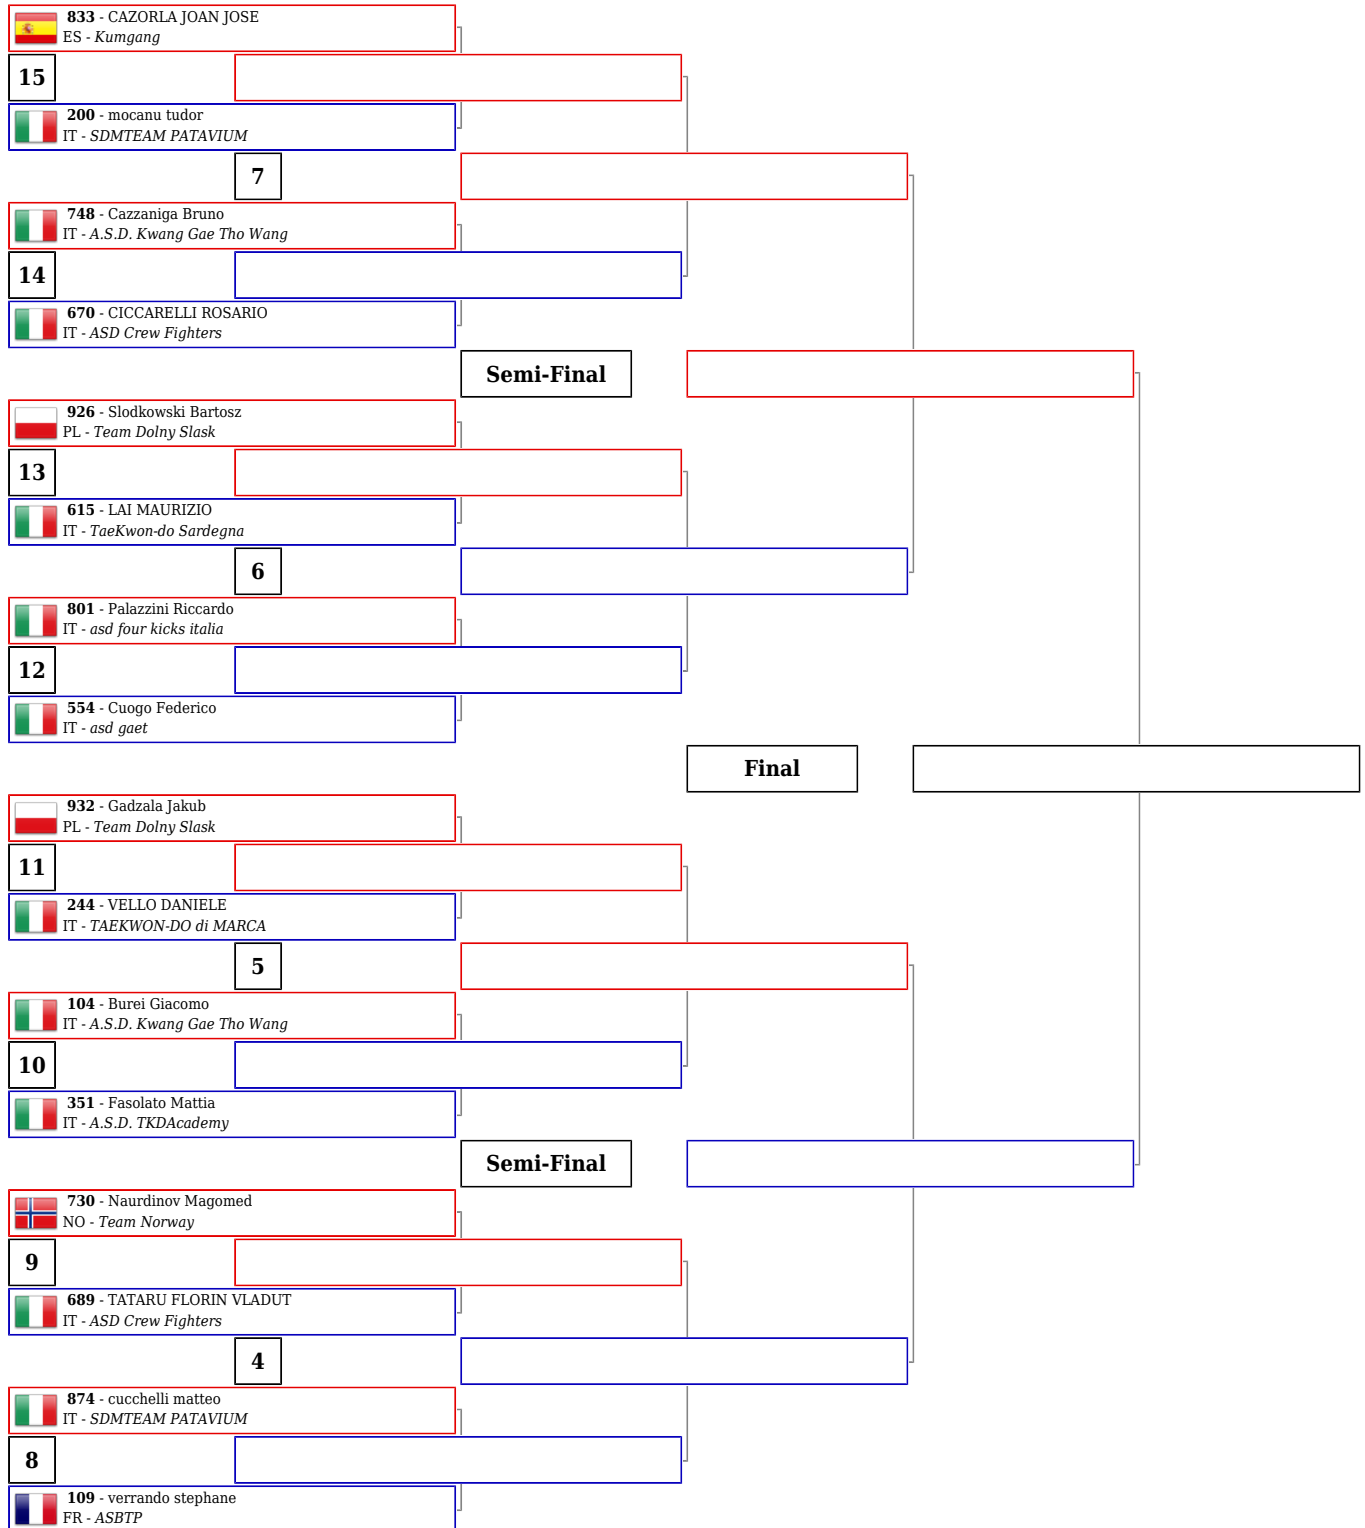 833 - CAZORLA JOAN JOSE
ES - Kumgang
15
200 - mocanu tudor
IT - SDMTEAM PATAVIUM
7
748 - Cazzaniga Bruno
IT - A.S.D. Kwang Gae Tho Wang
14
670 - CICCARELLI ROSARIO
IT - ASD Crew Fighters
Semi-Final
926 - Slodkowski Bartosz
PL - Team Dolny Slask
13
615 - LAI MAURIZIO
IT - TaeKwon-do Sardegna
6
801 - Palazzini Riccardo
IT - asd four kicks italia
12
554 - Cuogo Federico
IT - asd gaet
Final
932 - Gadzala Jakub
PL - Team Dolny Slask
11
244 - VELLO DANIELE
IT - TAEKWON-DO di MARCA
5
104 - Burei Giacomo
IT - A.S.D. Kwang Gae Tho Wang
10
351 - Fasolato Mattia
IT - A.S.D. TKDAcademy
Semi-Final
730 - Naurdinov Magomed
NO - Team Norway
9
689 - TATARU FLORIN VLADUT
IT - ASD Crew Fighters
4
874 - cucchelli matteo
IT - SDMTEAM PATAVIUM
8
109 - verrando stephane
FR - ASBTP